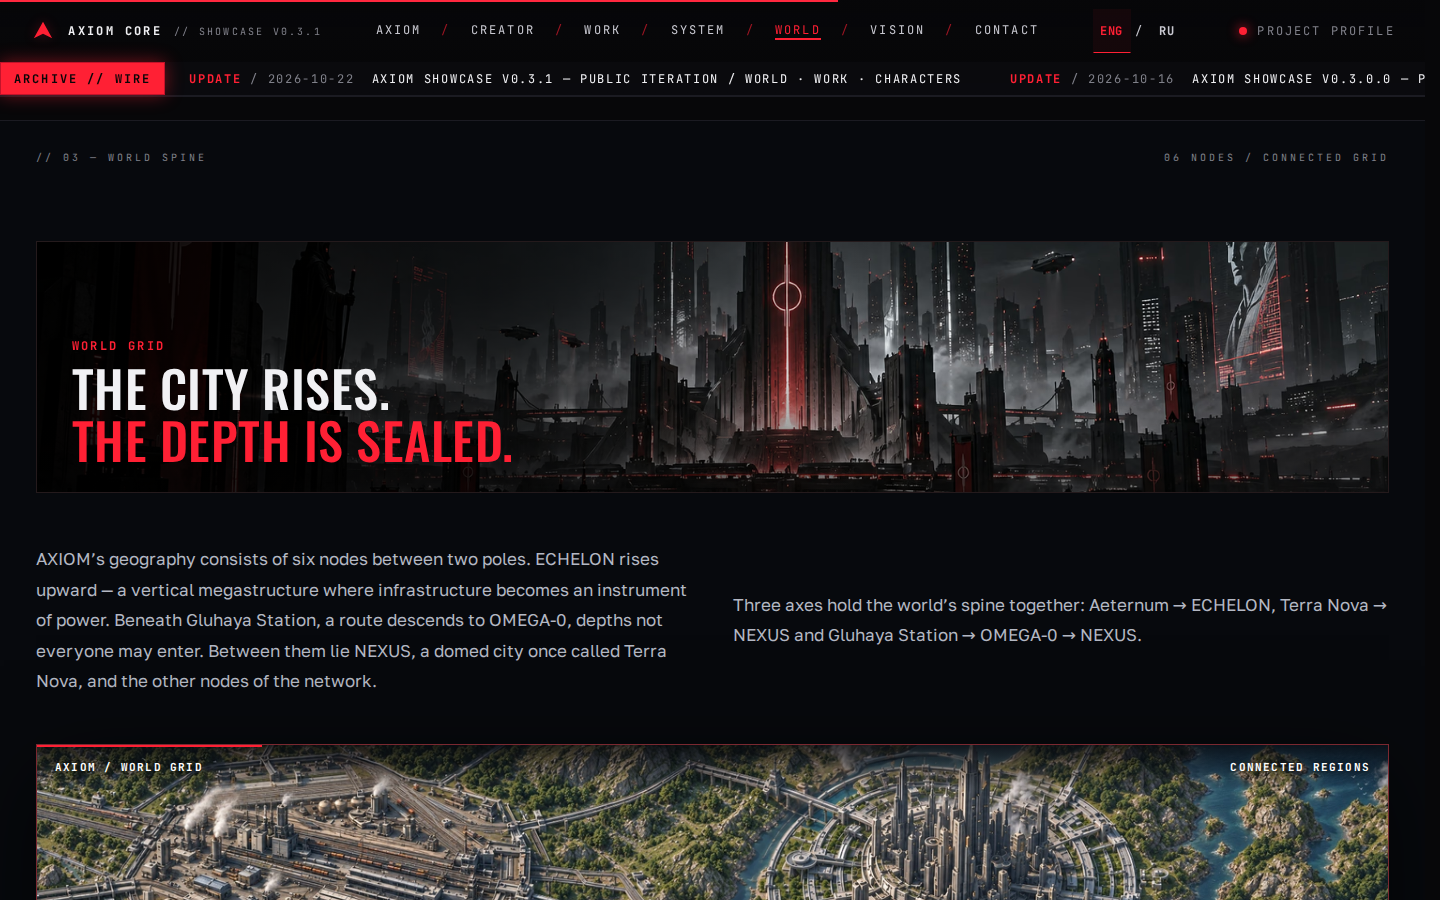 AXIOM CORE // SHOWCASE V0.3.1 AXIOM / CREATOR / WORK / SYSTEM / WORLD / VISION / CONTACT ENG / RU PROJECT PROFILE
ARCHIVE // WIRE UPDATE / 2026-10-22 AXIOM SHOWCASE V0.3.1 — PUBLIC ITERATION / WORLD · WORK · CHARACTERS UPDATE / 2026-10-16 AXIOM SHOWCASE V0.3.0.0 — P
// 03 — WORLD SPINE 06 NODES / CONNECTED GRID
WORLD GRID
THE CITY RISES.
THE DEPTH IS SEALED.
AXIOM’s geography consists of six nodes between two poles. ECHELON rises
upward — a vertical megastructure where infrastructure becomes an instrument
of power. Beneath Gluhaya Station, a route descends to OMEGA-0, depths not
everyone may enter. Between them lie NEXUS, a domed city once called Terra
Nova, and the other nodes of the network.
Three axes hold the world’s spine together: Aeternum → ECHELON, Terra Nova →
NEXUS and Gluhaya Station → OMEGA-0 → NEXUS.
AXIOM / WORLD GRID CONNECTED REGIONS